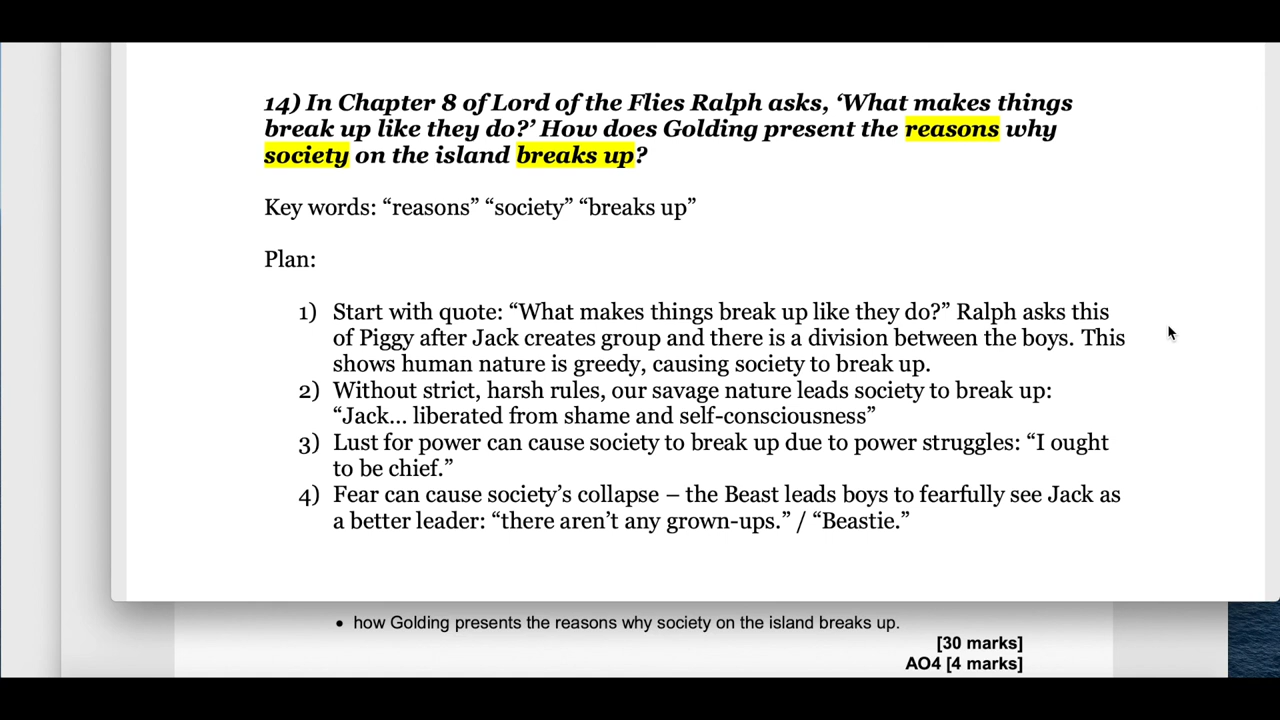 14) In Chapter 8 of Lord of the Flies Ralph asks, ‘What makes things
break up like they do?’ How does Golding present the reasons why
society on the island breaks up?
Key words: “reasons” “society” “breaks up”
Plan:
1) Start with quote: “What makes things break up like they do?” Ralph asks this
of Piggy after Jack creates group and there is a division between the boys. This
shows human nature is greedy, causing society to break up.
2) Without strict, harsh rules, our savage nature leads society to break up:
“Jack... liberated from shame and self-consciousness”
3) Lust for power can cause society to break up due to power struggles: “I ought
to be chief.”
4) Fear can cause society’s collapse – the Beast leads boys to fearfully see Jack as
a better leader: “there aren’t any grown-ups.” / “Beastie.”
• how Golding presents the reasons why society on the island breaks up.
[30 marks]
AO4 [4 marks]